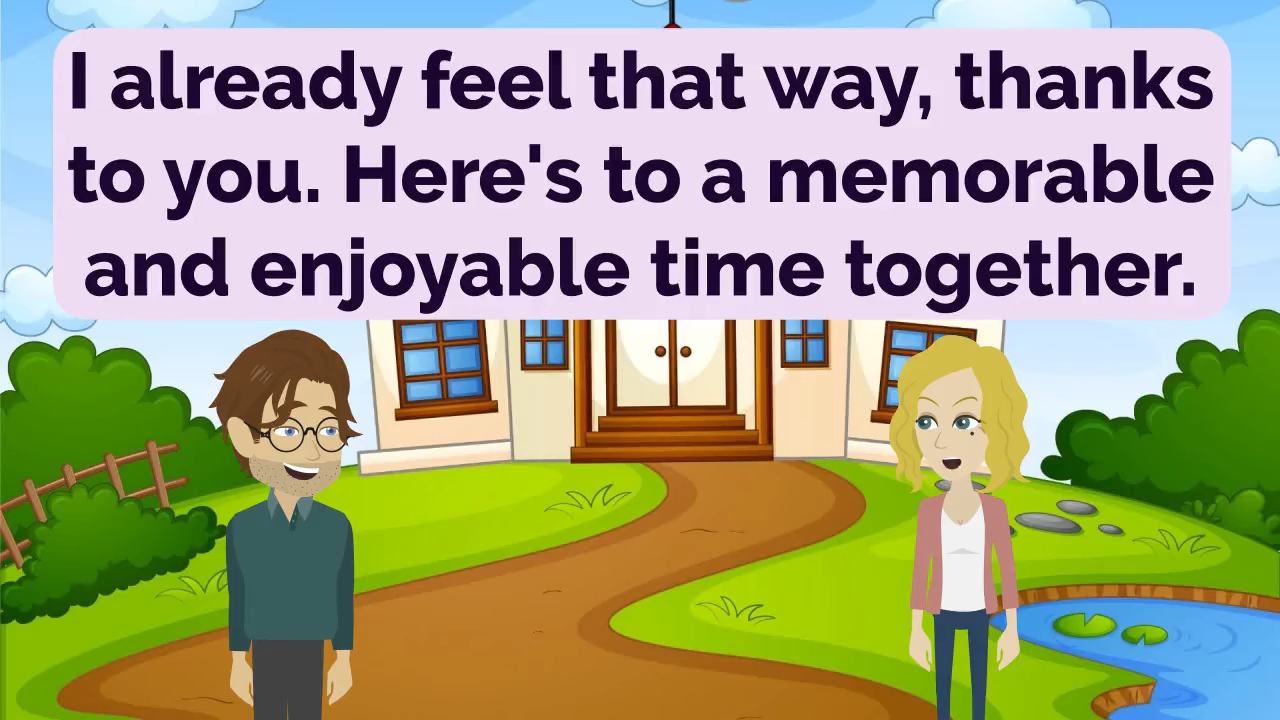 I already feel that way, thanks
to you. Here's to a memorable
and enjoyable time together.